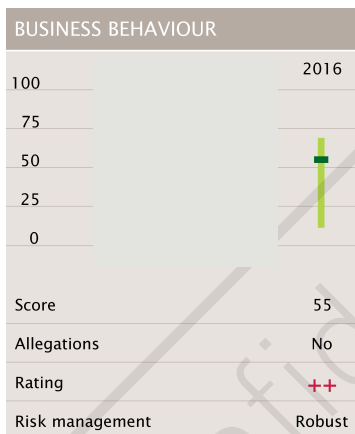 BUSINESS BEHAVIOUR
2016
100
75
50
25
0
Score 55
Allegations No
Rating ++
Risk management Robust